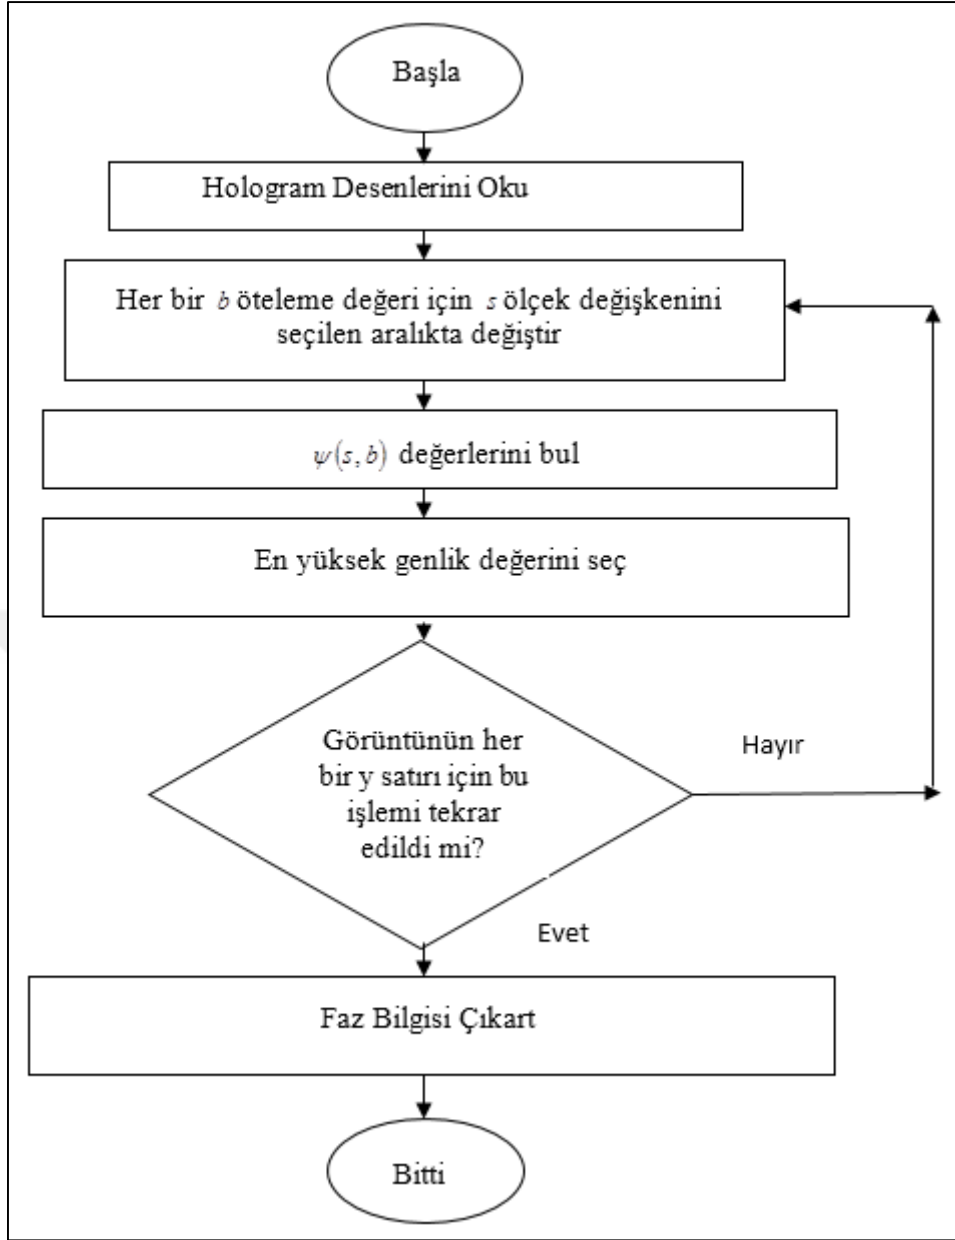 Başla
Hologram Desenlerini Oku
Her bir b öteleme değeri için s ölçek değişkenini
seçilen aralıkta değiştir
ψ(s,b) değerlerini bul
En yüksek genlik değerini seç
Görüntünün her
bir y satırı için bu
işlemi tekrar
edildi mi?
Hayır
Evet
Faz Bilgisi Çıkart
Bitti